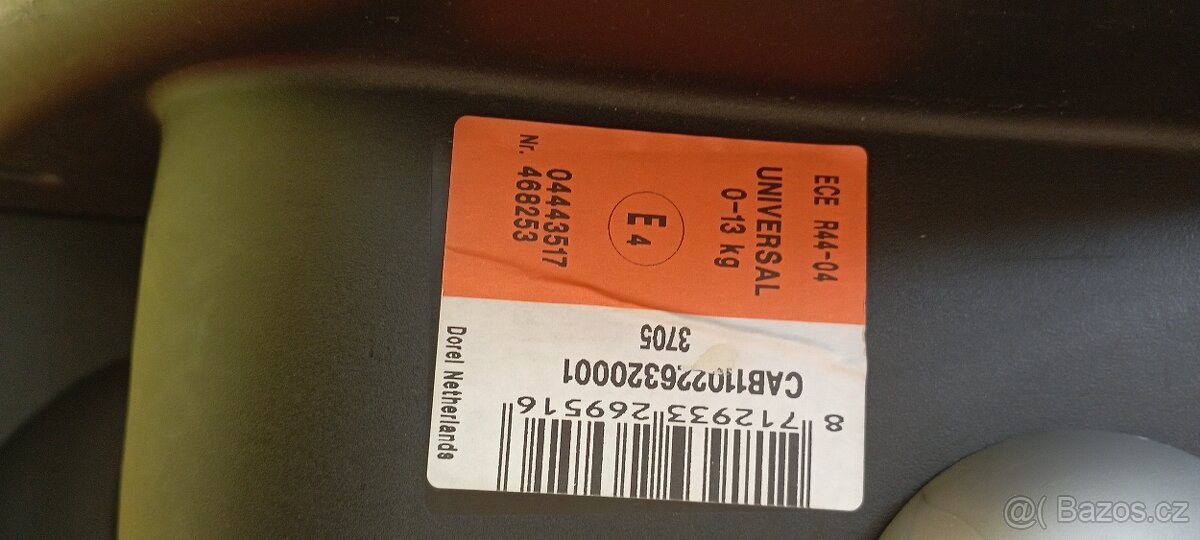 ECE R44-04
UNIVERSAL
0-13 kg
E4
04443517
Nr. 468253
3705
CAB1110226320001
8 712933 269516
Dorel Netherlands
@( Bazos.cz